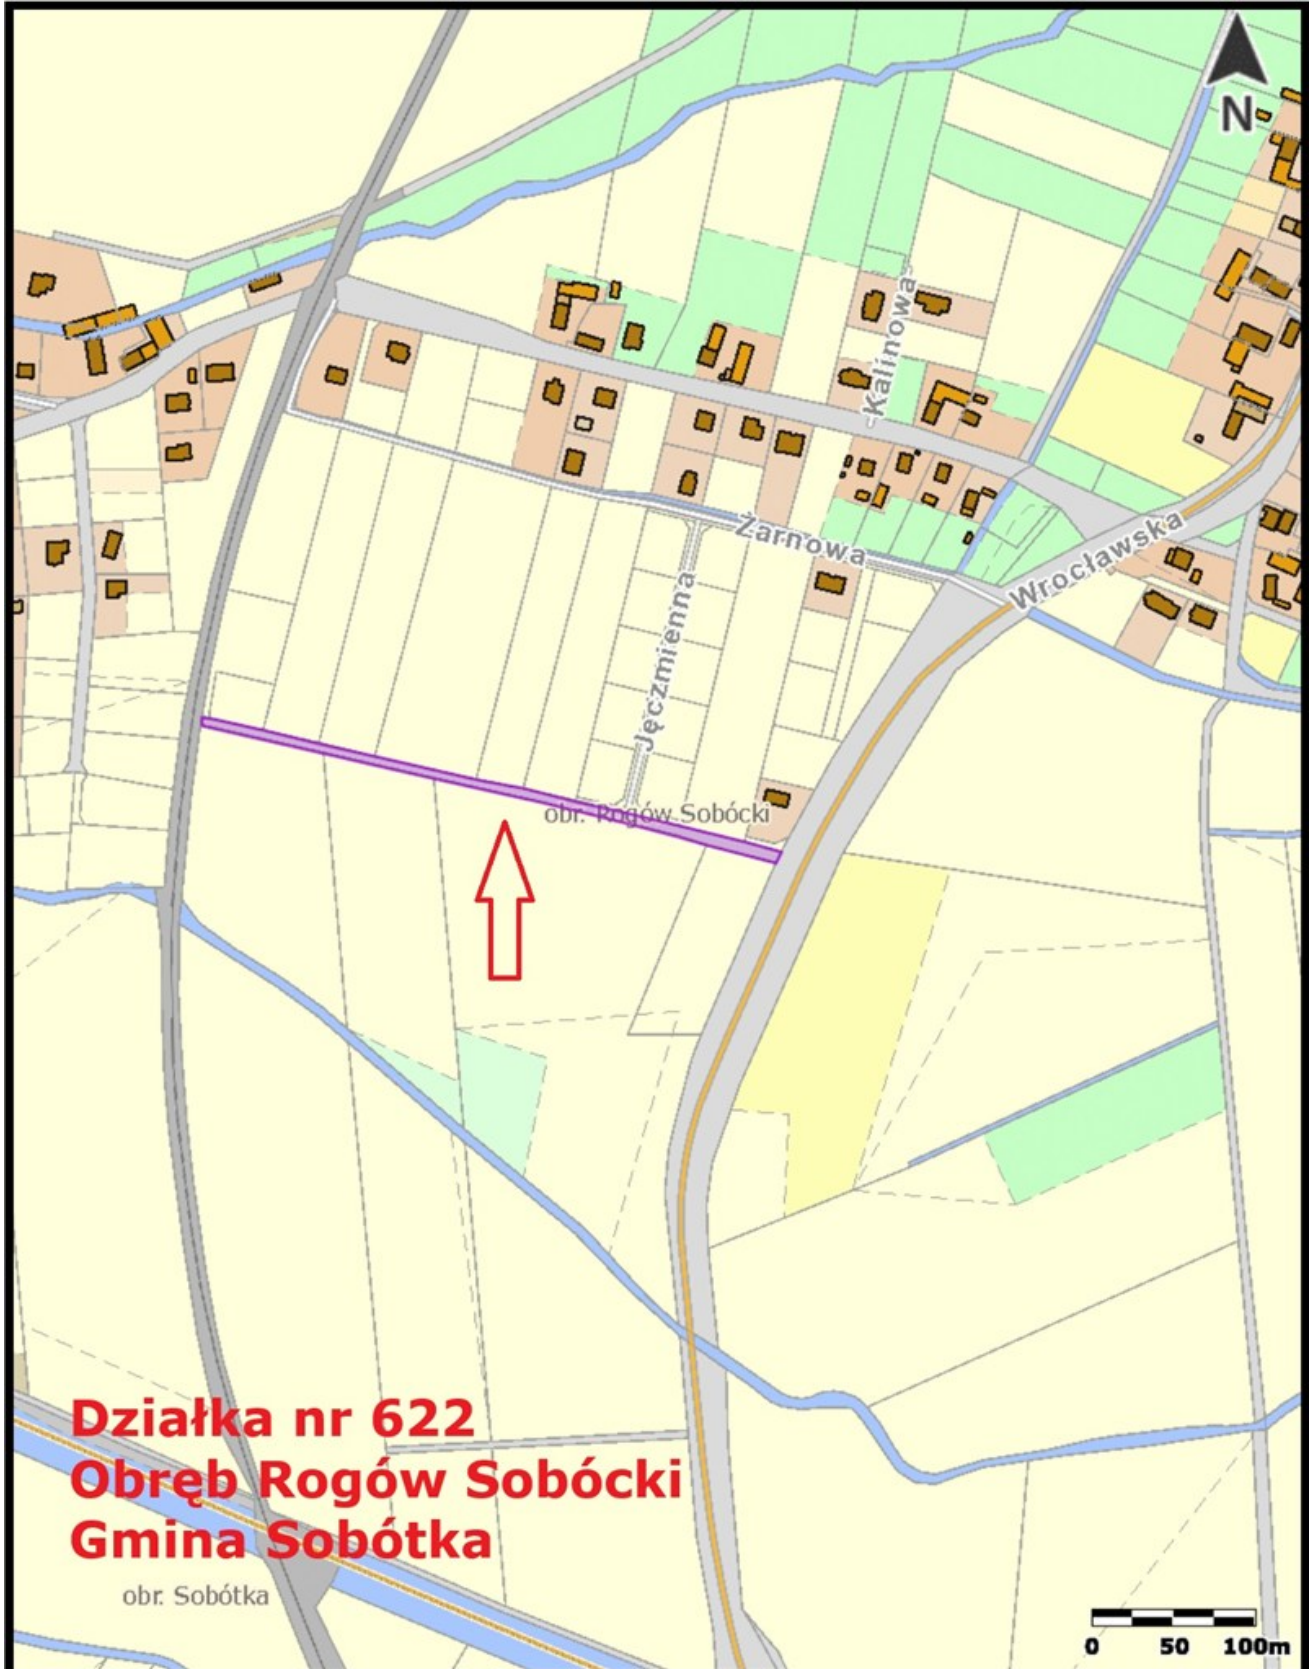 N
Kalinowa
Żarnowa
Wrocławska
Jęczmienna
obr. Rogów Sobócki
Działka nr 622
Obręb Rogów Sobócki
Gmina Sobótka
obr. Sobótka
0 50 100m